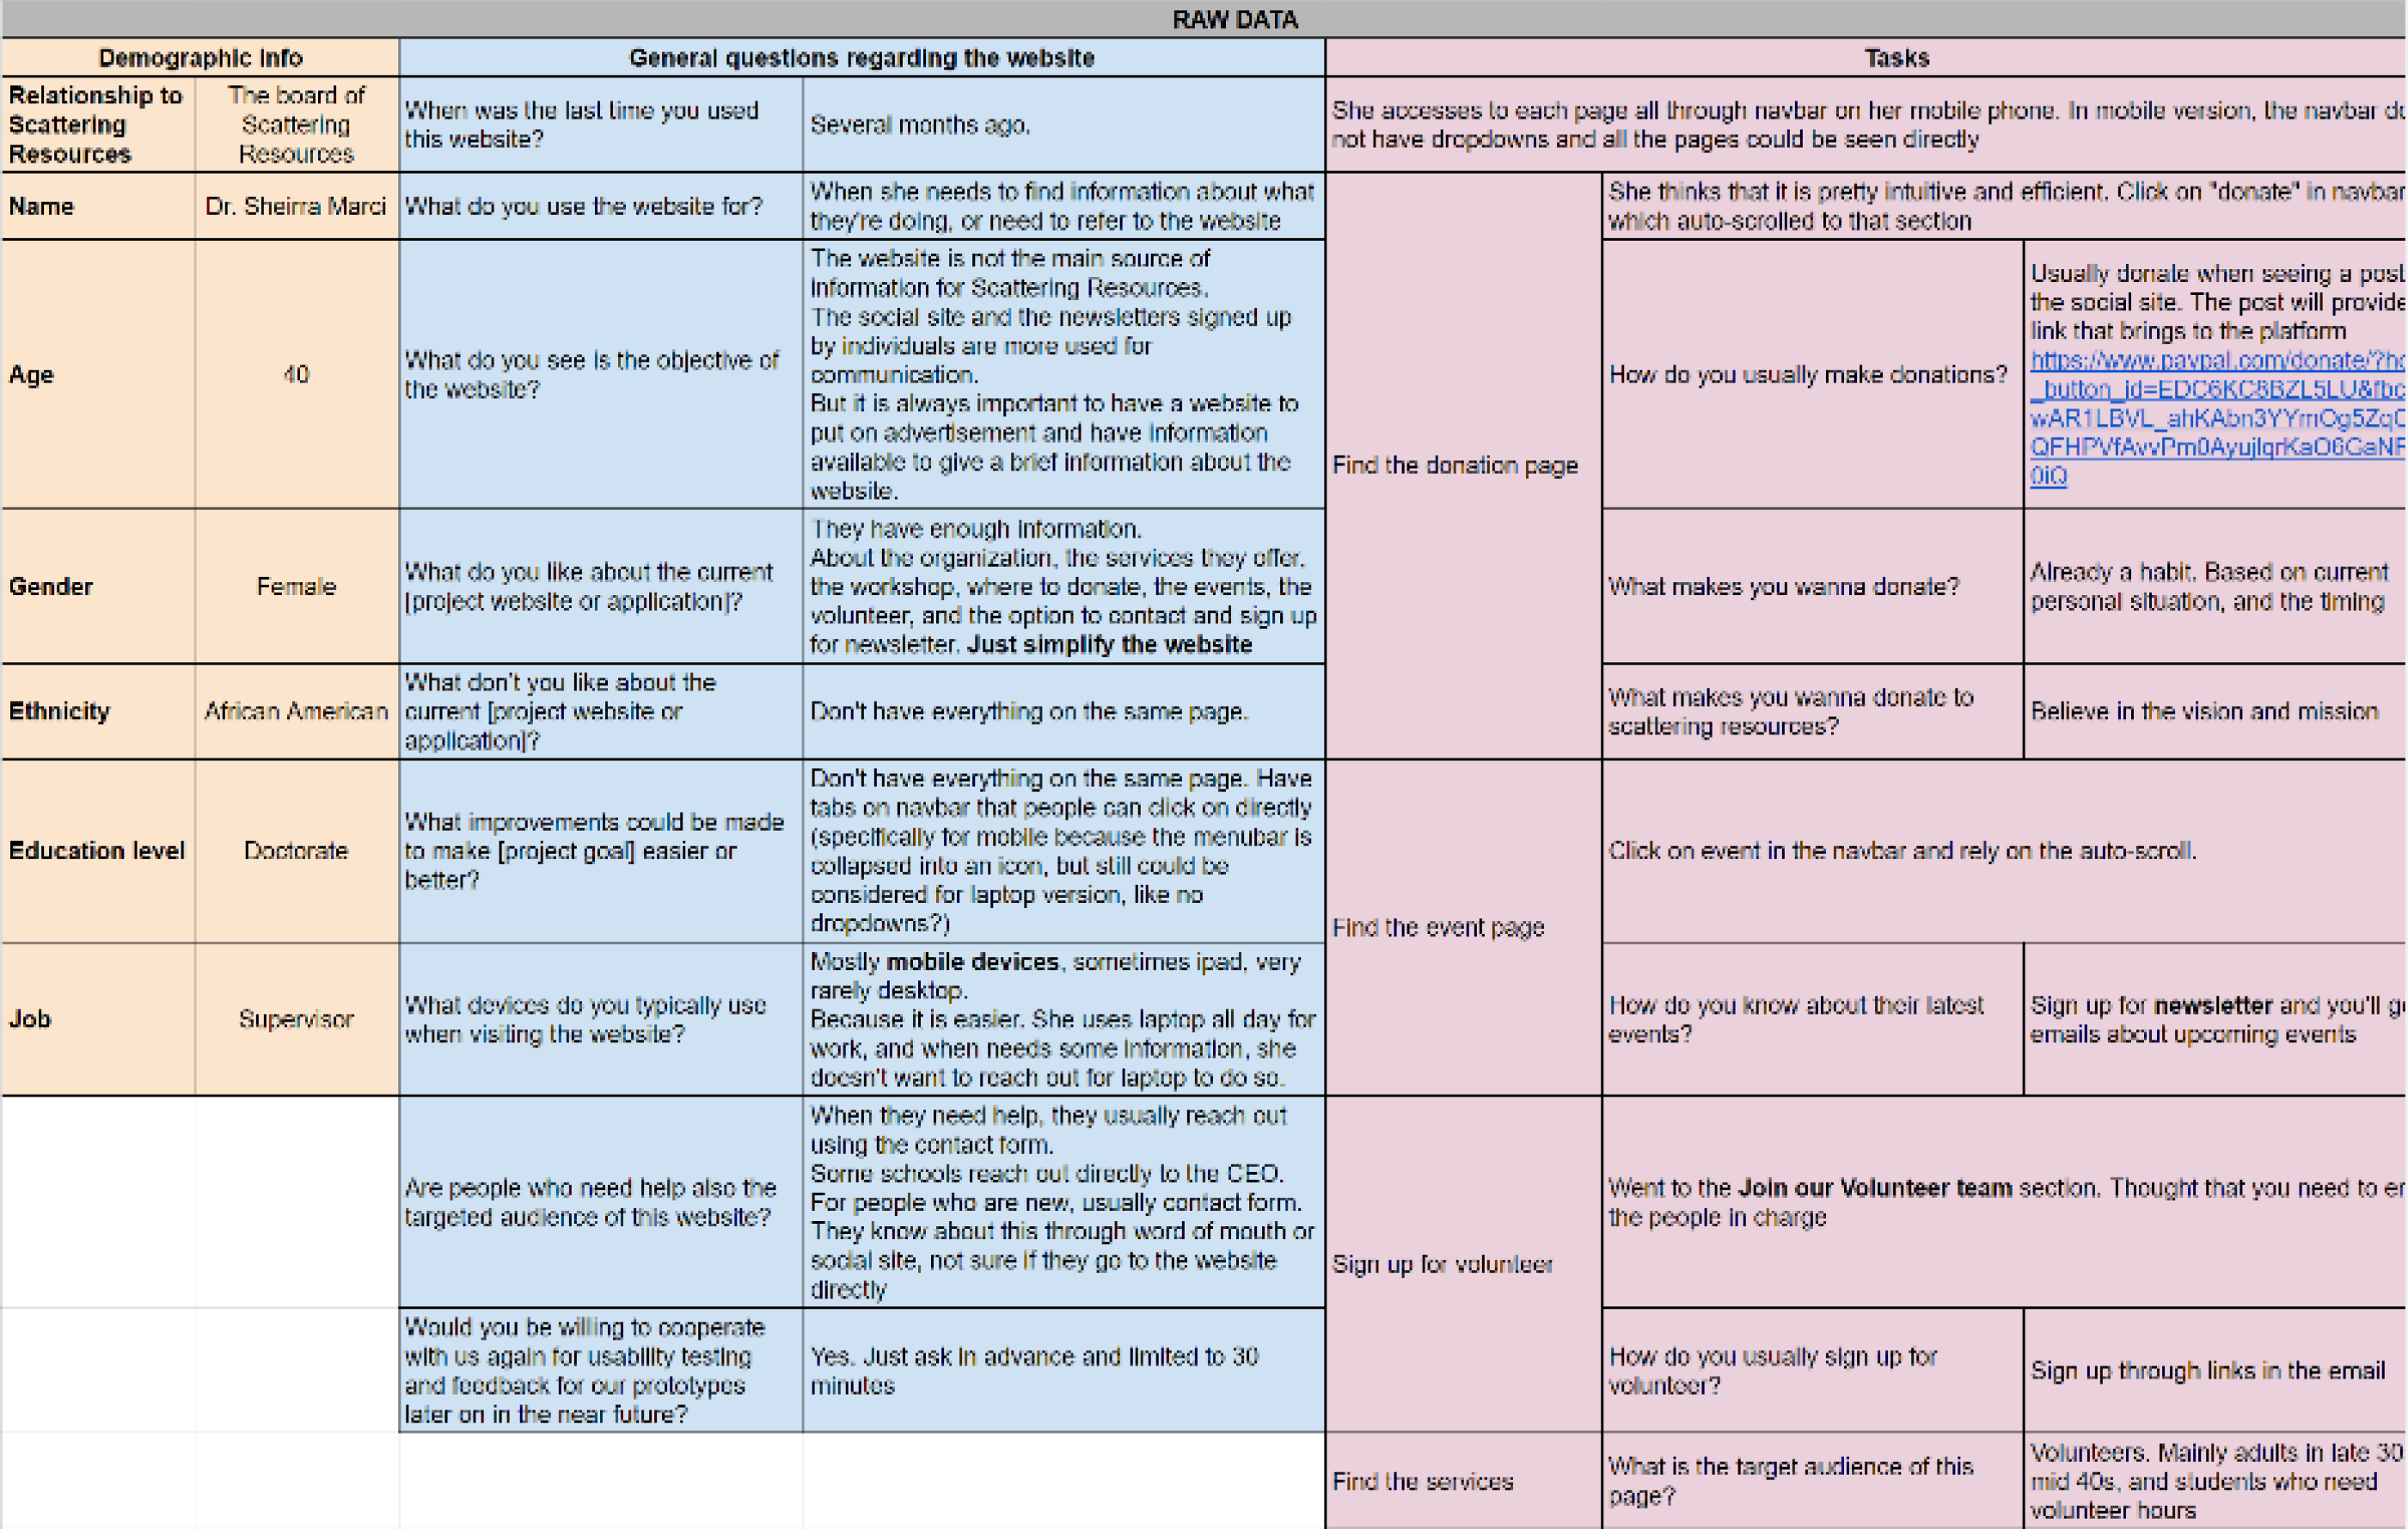 RAW DATA
Demographic Info
General questions regarding the website
Tasks
Relationship to
Scattering
Resources
The board of
Scattering
Resources
When was the last time you used
this website?
Several months ago.
She accesses to each page all through navbar on her mobile phone. In mobile version, the navbar
not have dropdowns and all the pages could be seen directly
Name
Dr. Sheirra Marci
What do you use the website for?
When she needs to find information about what
they're doing, or need to refer to the website
Find the donation page
She thinks that it is pretty intuitive and efficient. Click on "donate" in navbar
which auto-scrolled to that section
Age
40
What do you see is the objective of
the website?
The website is not the main source of
information for Scattering Resources.
The social site and the newsletters signed up
by individuals are more used for
communication.
But it is always important to have a website to
put on advertisement and have information
available to give a brief information about the
website.
How do you usually make donations?
Usually donate when seeing a post
the social site. The post will provide
link that brings to the platform
https://www.paypal.com/donate/?ho
_button_id=EDC6KC8BZL5LU&fbc
0iQ
Gender
Female
What do you like about the current
[project website or application]?
They have enough information.
About the organization, the services they offer,
the workshop, where to donate, the events, the
volunteer, and the option to contact and sign up
for newsletter. Just simplify the website
What makes you wanna donate?
Already a habit. Based on current
personal situation, and the timing
Ethnicity
African American
What don't you like about the
current [project website or
application]?
Don't have everything on the same page.
What makes you wanna donate to
scattering resources?
Believe in the vision and mission
Education level
Doctorate
What improvements could be made
to make [project goal] easier or
better?
Don't have everything on the same page. Have
tabs on navbar that people can click on directly
(specifically for mobile because the menubar is
collapsed into an icon, but still could be
considered for laptop version, like no
dropdowns?)
Find the event page
Click on event in the navbar and rely on the auto-scroll.
Job
Supervisor
What devices do you typically use
when visiting the website?
Mostly mobile devices, sometimes ipad, very
rarely desktop.
Because it is easier. She uses laptop all day for
work, and when needs some information, she
doesn't want to reach out for laptop to do so.
How do you know about their latest
events?
Sign up for newsletter and you'll
emails about upcoming events
Are people who need help also the
targeted audience of this website?
When they need help, they usually reach out
using the contact form.
Some schools reach out directly to the CEO.
For people who are new, usually contact form.
They know about this through word of mouth or
social site, not sure if they go to the website
directly
Sign up for volunteer
Went to the Join our Volunteer team section. Thought that you need to
the people in charge
Would you be willing to cooperate
with us again for usability testing
and feedback for our prototypes
later on in the near future?
Yes. Just ask in advance and limited to 30
minutes
How do you usually sign up for
volunteer?
Sign up through links in the email
Find the services
What is the target audience of this
page?
Volunteers. Mainly adults in late 30
mid 40s, and students who need
volunteer hours